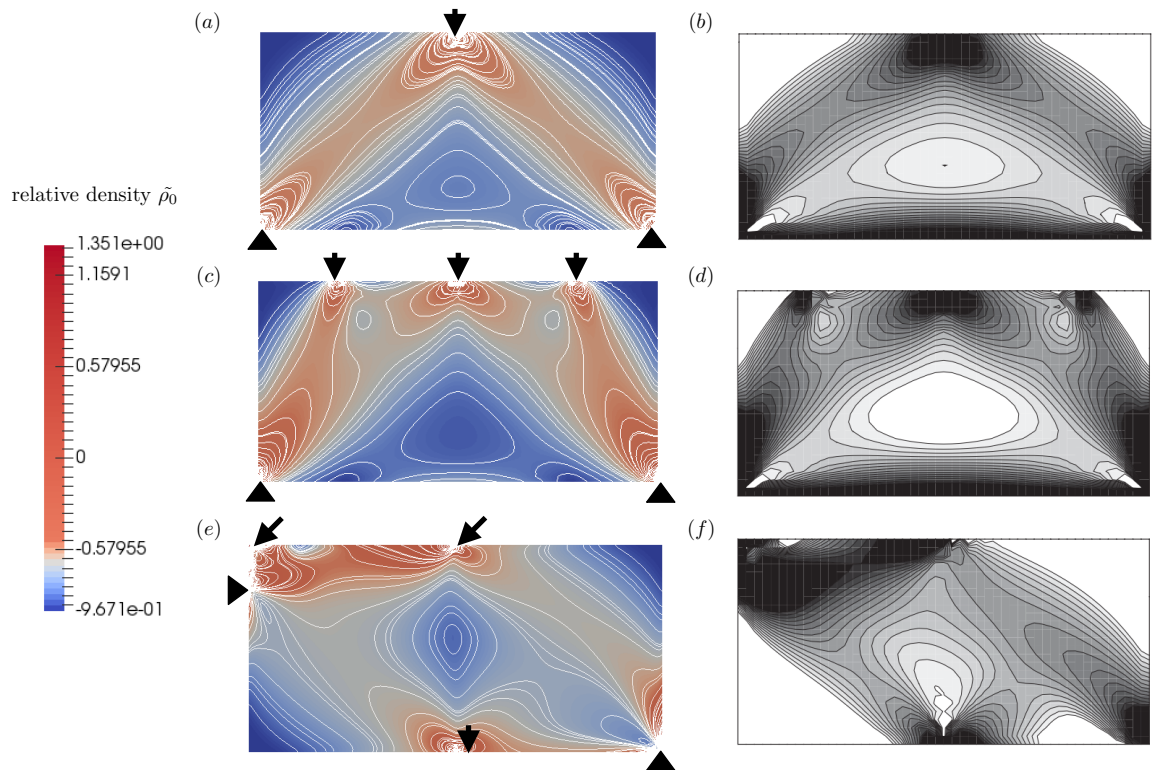 (a)
(b)
relative density ρ̃₀
1.351e+00
1.1591
0.57955
0
-0.57955
-9.671e-01
(c)
(d)
(e)
(f)